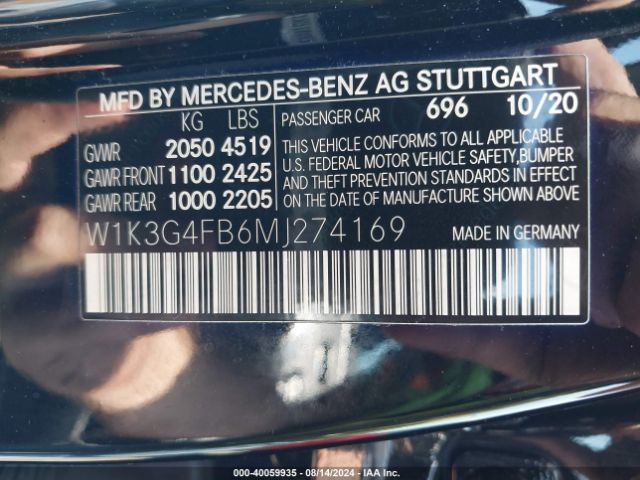 MFD BY MERCEDES-BENZ AG STUTTGART
KG LBS
PASSENGER CAR 696 10/20
GVWR 2050 4519
GAWR FRONT 1100 2425
GAWR REAR 1000 2205
THIS VEHICLE CONFORMS TO ALL APPLICABLE
U.S. FEDERAL MOTOR VEHICLE SAFETY,BUMPER
AND THEFT PREVENTION STANDARDS IN EFFECT
ON THE DATE OF MANUFACTURE SHOWN ABOVE
W1K3G4FB6MJ274169
MADE IN GERMANY
000-40059935 - 08/14/2024 - IAA Inc.